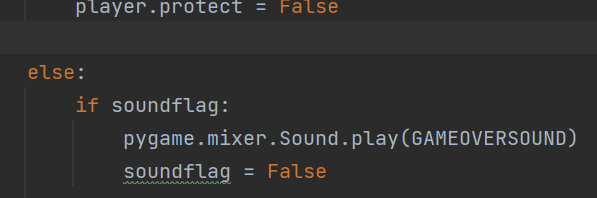 player.protect = False
else:
if soundflag:
pygame.mixer.Sound.play(GAMEOVERSOUND)
soundflag = False